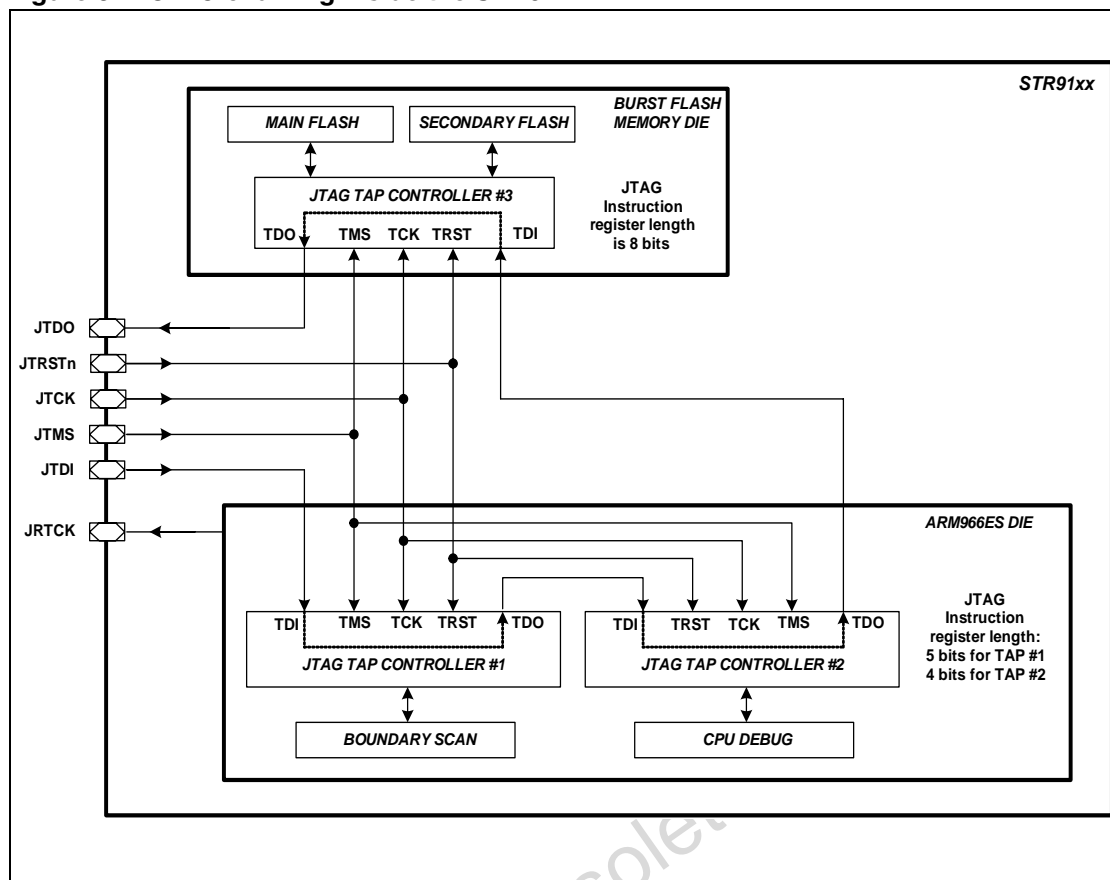 STR91xx
BURST FLASH
MEMORY DIE
MAIN FLASH
SECONDARY FLASH
JTAG TAP CONTROLLER #3
TDO TMS TCK TRST TDI
JTAG
Instruction
register length
is 8 bits
JTDO
JTRSTn
JTCK
JTMS
JTDI
JRTCK
ARM966ES DIE
TDI TMS TCK TRST TDO
JTAG TAP CONTROLLER #1
BOUNDARY SCAN
TDI TRST TCK TMS TDO
JTAG TAP CONTROLLER #2
CPU DEBUG
JTAG
Instruction
register length:
5 bits for TAP #1
4 bits for TAP #2